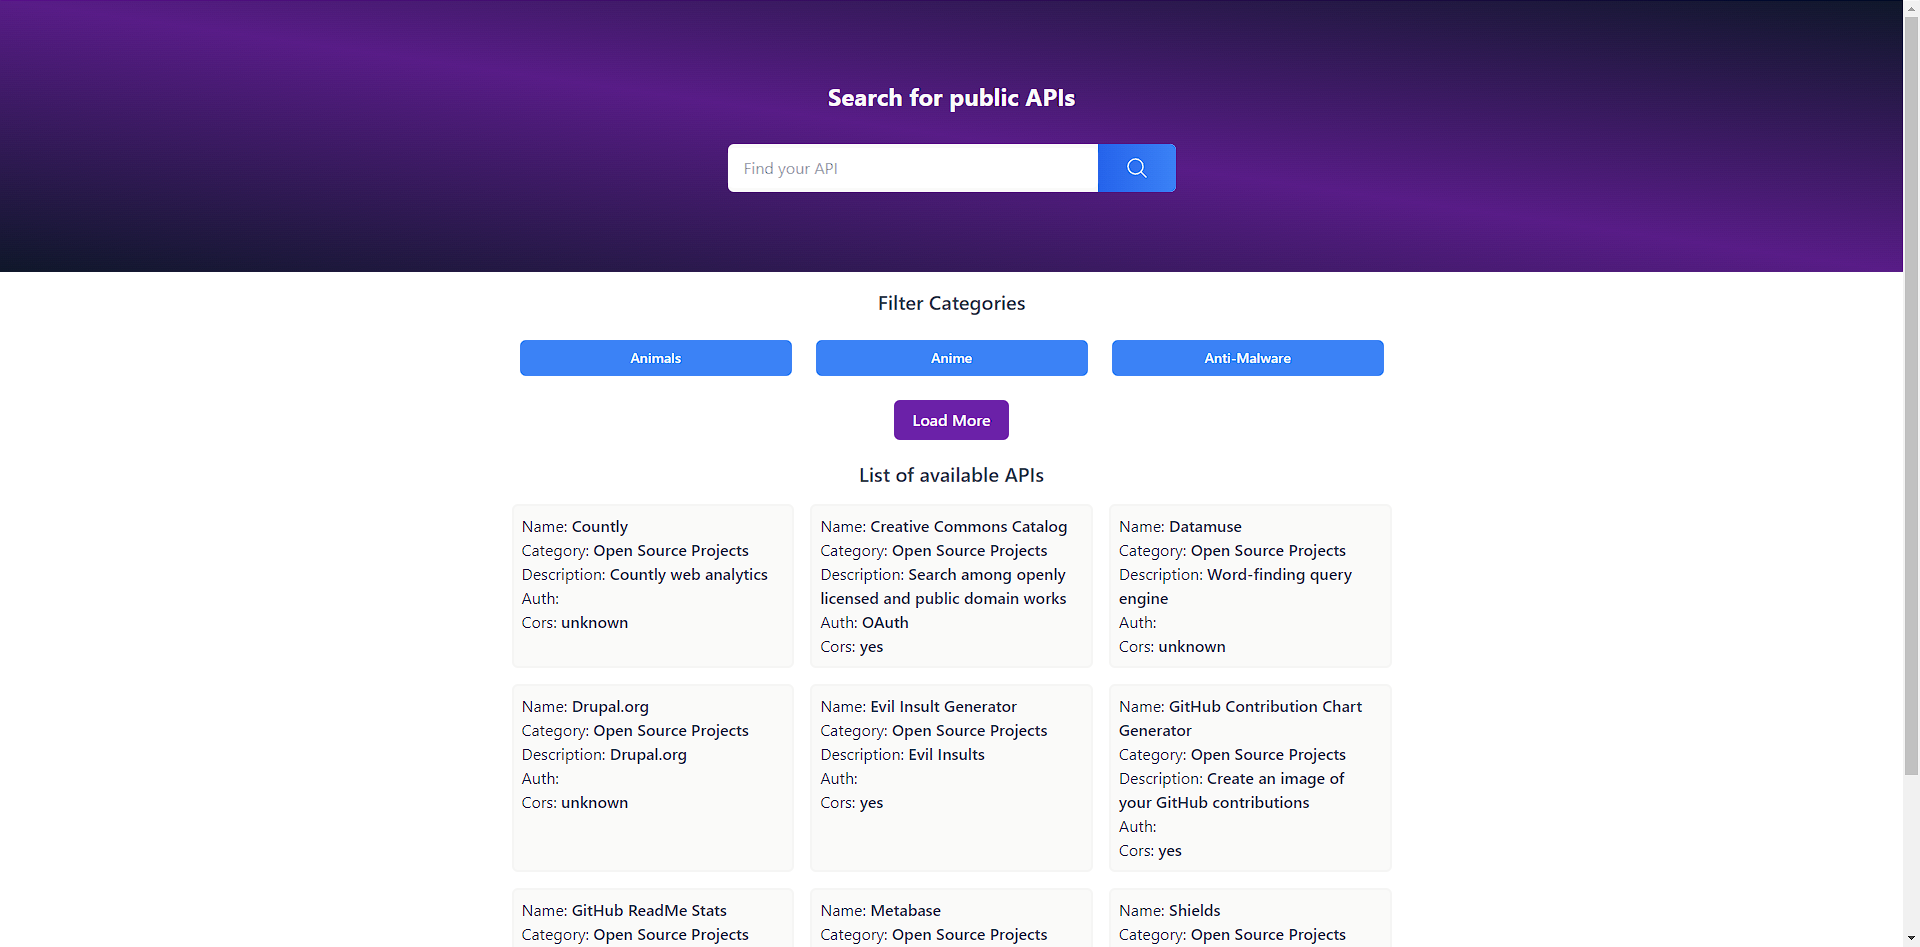 Search for public APIs
Find your API
Filter Categories
Animals
Anime
Anti-Malware
Load More
List of available APIs
Name: Countly
Category: Open Source Projects
Description: Countly web analytics
Auth:
Cors: unknown
Name: Creative Commons Catalog
Category: Open Source Projects
Description: Search among openly
licensed and public domain works
Auth: OAuth
Cors: yes
Name: Datamuse
Category: Open Source Projects
Description: Word-finding query
engine
Auth:
Cors: unknown
Name: Drupal.org
Category: Open Source Projects
Description: Drupal.org
Auth:
Cors: unknown
Name: Evil Insult Generator
Category: Open Source Projects
Description: Evil Insults
Auth:
Cors: yes
Name: GitHub Contribution Chart
Generator
Category: Open Source Projects
Description: Create an image of
your GitHub contributions
Auth:
Cors: yes
Name: GitHub ReadMe Stats
Category: Open Source Projects
Name: Metabase
Category: Open Source Projects
Name: Shields
Category: Open Source Projects